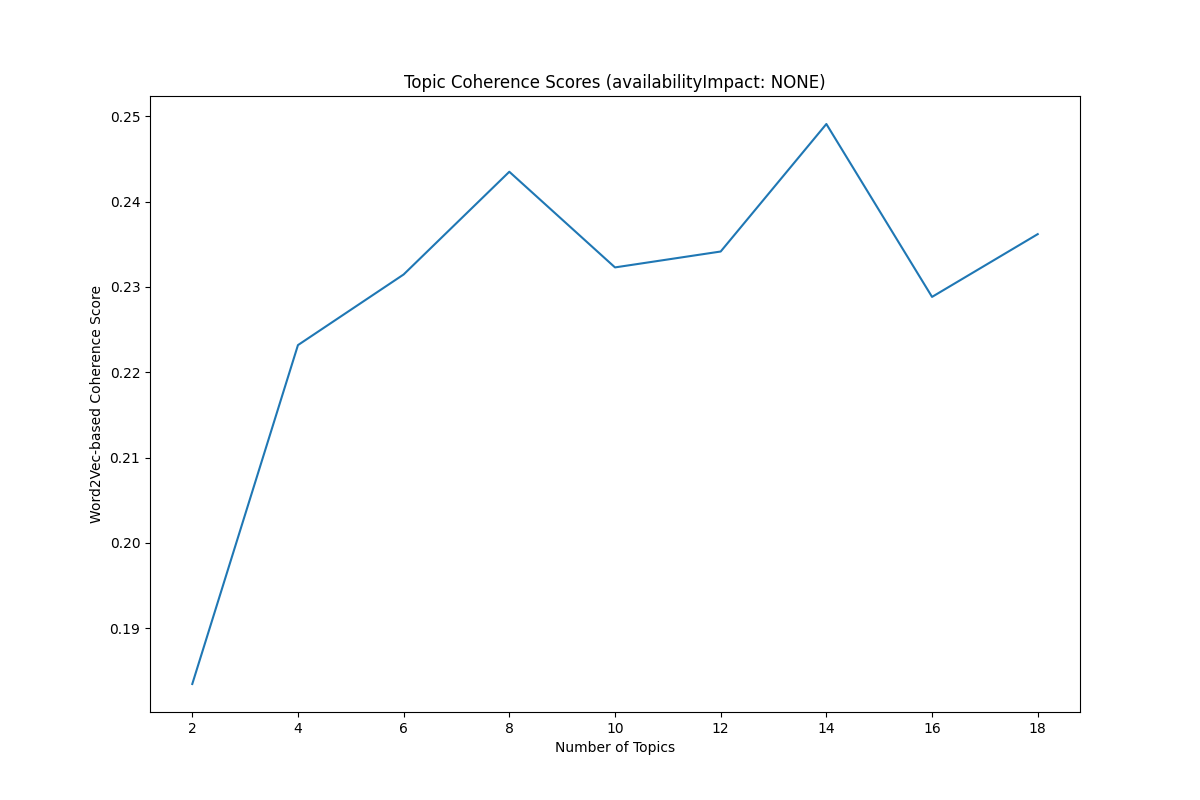 Topic Coherence Scores (availabilityImpact: NONE)
Word2Vec-based Coherence Score
0.25
0.24
0.23
0.22
0.21
0.20
0.19
2 4 6 8 10 12 14 16 18
Number of Topics